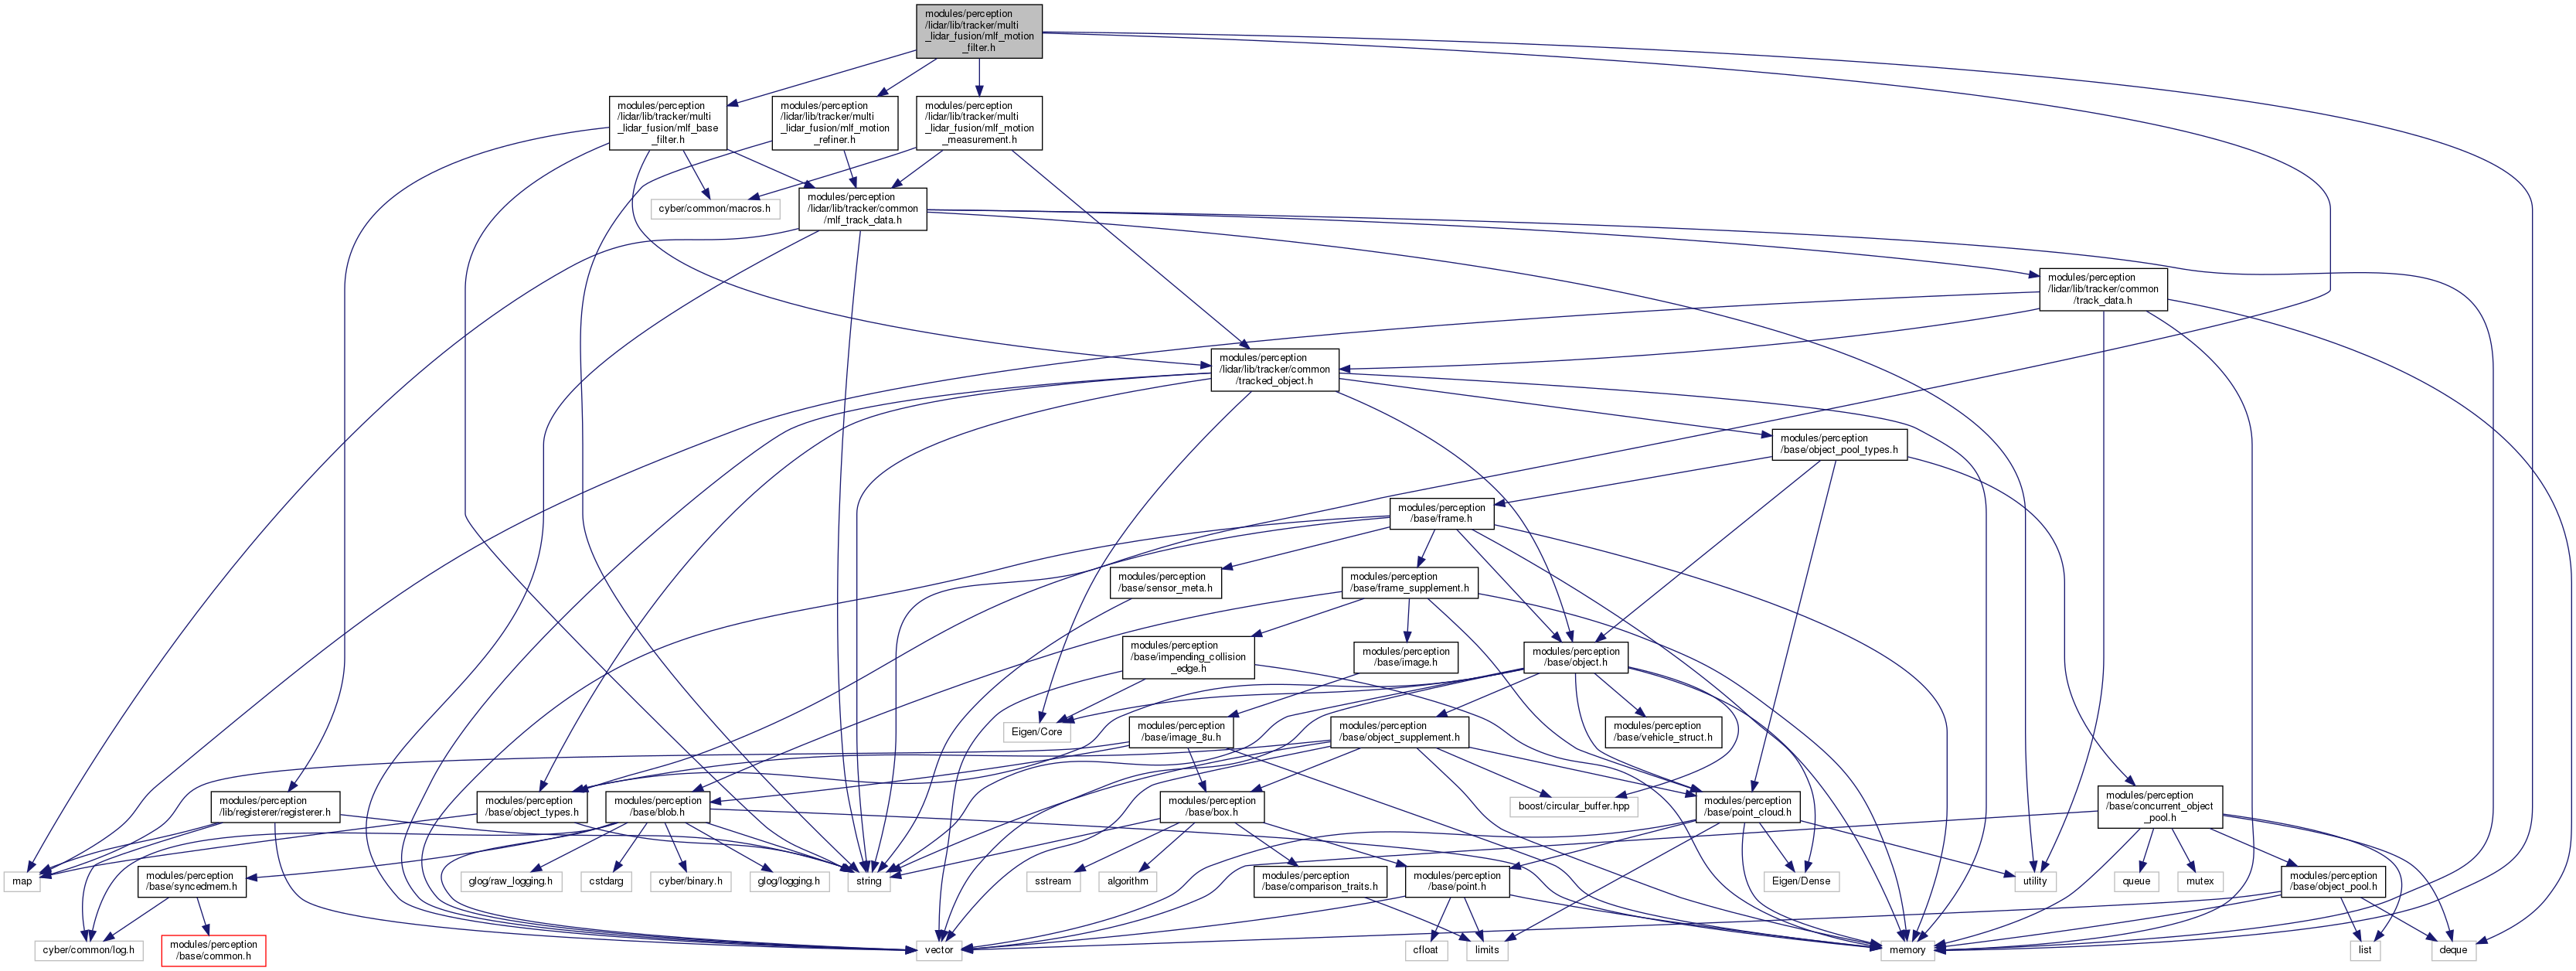 modules/perception
/lidar/lib/tracker/multi
_lidar_fusion/mlf_motion
_filter.h
modules/perception
/lidar/lib/tracker/multi
_lidar_fusion/mlf_base
_filter.h
modules/perception
/lidar/lib/tracker/multi
_lidar_fusion/mlf_motion
_refiner.h
modules/perception
/lidar/lib/tracker/multi
_lidar_fusion/mlf_motion
_measurement.h
cyber/common/macros.h
modules/perception
/lidar/lib/tracker/common
/mlf_track_data.h
modules/perception
/lidar/lib/tracker/common
/track_data.h
modules/perception
/lidar/lib/tracker/common
/tracked_object.h
modules/perception
/base/object_pool_types.h
modules/perception
/base/frame.h
modules/perception
/base/sensor_meta.h
modules/perception
/base/frame_supplement.h
modules/perception
/base/impending_collision
_edge.h
modules/perception
/base/image.h
modules/perception
/base/object.h
Eigen/Core
modules/perception
/base/image_8u.h
modules/perception
/base/object_supplement.h
modules/perception
/base/vehicle_struct.h
modules/perception
/lib/registerer/registerer.h
modules/perception
/base/object_types.h
modules/perception
/base/blob.h
modules/perception
/base/box.h
boost/circular_buffer.hpp
modules/perception
/base/point_cloud.h
modules/perception
/base/concurrent_object
_pool.h
map
modules/perception
/base/syncedmem.h
glog/raw_logging.h
cstdarg
cyber/binary.h
glog/logging.h
string
sstream
algorithm
modules/perception
/base/comparison_traits.h
modules/perception
/base/point.h
Eigen/Dense
utility
queue
mutex
modules/perception
/base/object_pool.h
cyber/common/log.h
modules/perception
/base/common.h
vector
cfloat
limits
memory
list
deque